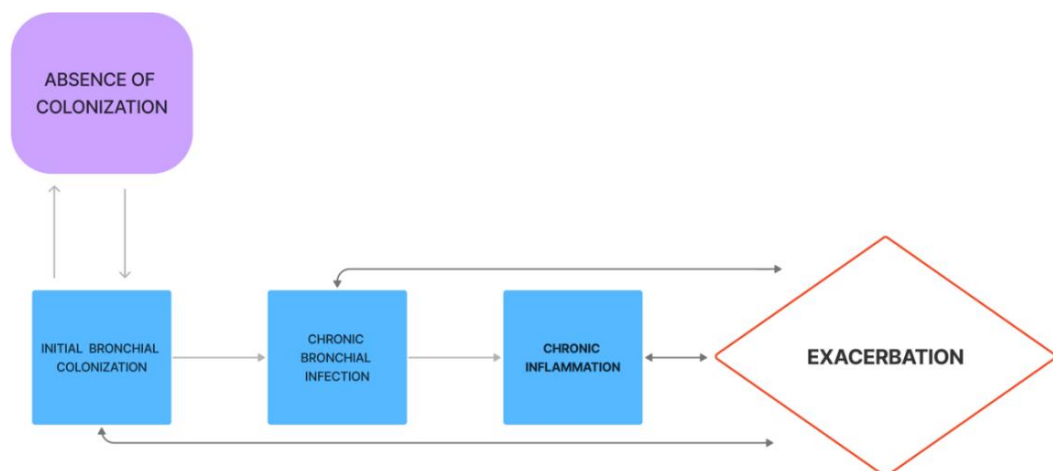 ABSENCE OF
COLONIZATION
INITIAL BRONCHIAL
COLONIZATION
CHRONIC
BRONCHIAL
INFECTION
CHRONIC
INFLAMMATION
EXACERBATION